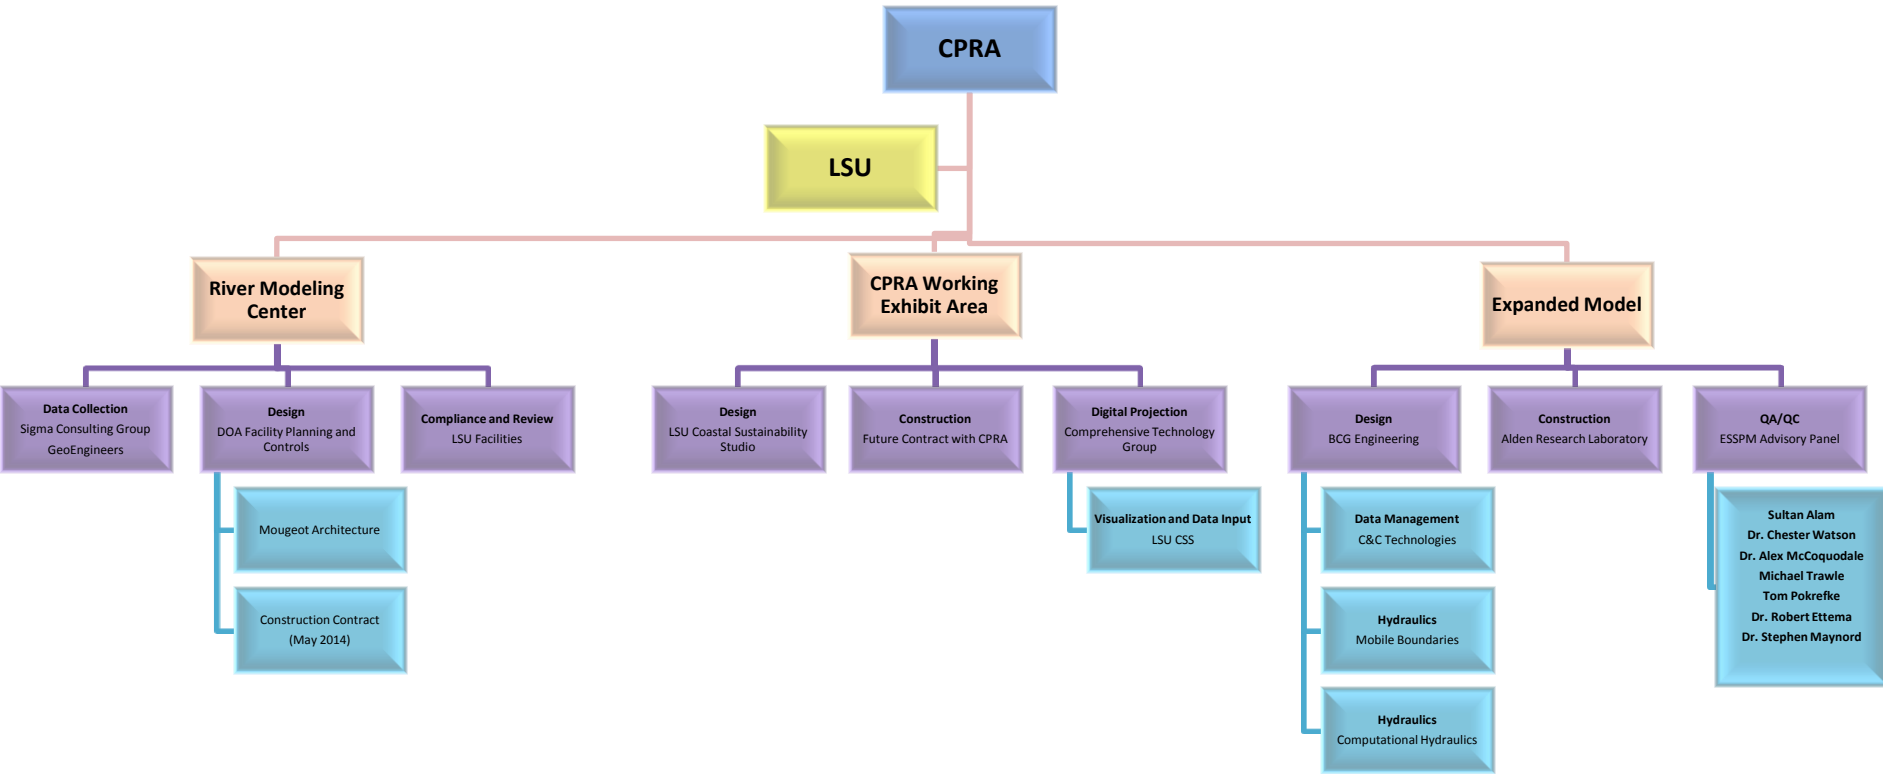 CPRA
LSU
River Modeling
Center
CPRA Working
Exhibit Area
Expanded Model
Data Collection
Sigma Consulting Group
GeoEngineers
Design
DOA Facility Planning and
Controls
Compliance and Review
LSU Facilities
Design
LSU Coastal Sustainability
Studio
Construction
Future Contract with CPRA
Digital Projection
Comprehensive Technology
Group
Design
BCG Engineering
Construction
Alden Research Laboratory
QA/QC
ESSPM Advisory Panel
Mougeot Architecture
Construction Contract
(May 2014)
Visualization and Data Input
LSU CSS
Data Management
C&C Technologies
Hydraulics
Mobile Boundaries
Hydraulics
Computational Hydraulics
Sultan Alam
Dr. Chester Watson
Dr. Alex McCoquodale
Michael Trawle
Tom Pokrefke
Dr. Robert Ettema
Dr. Stephen Maynord